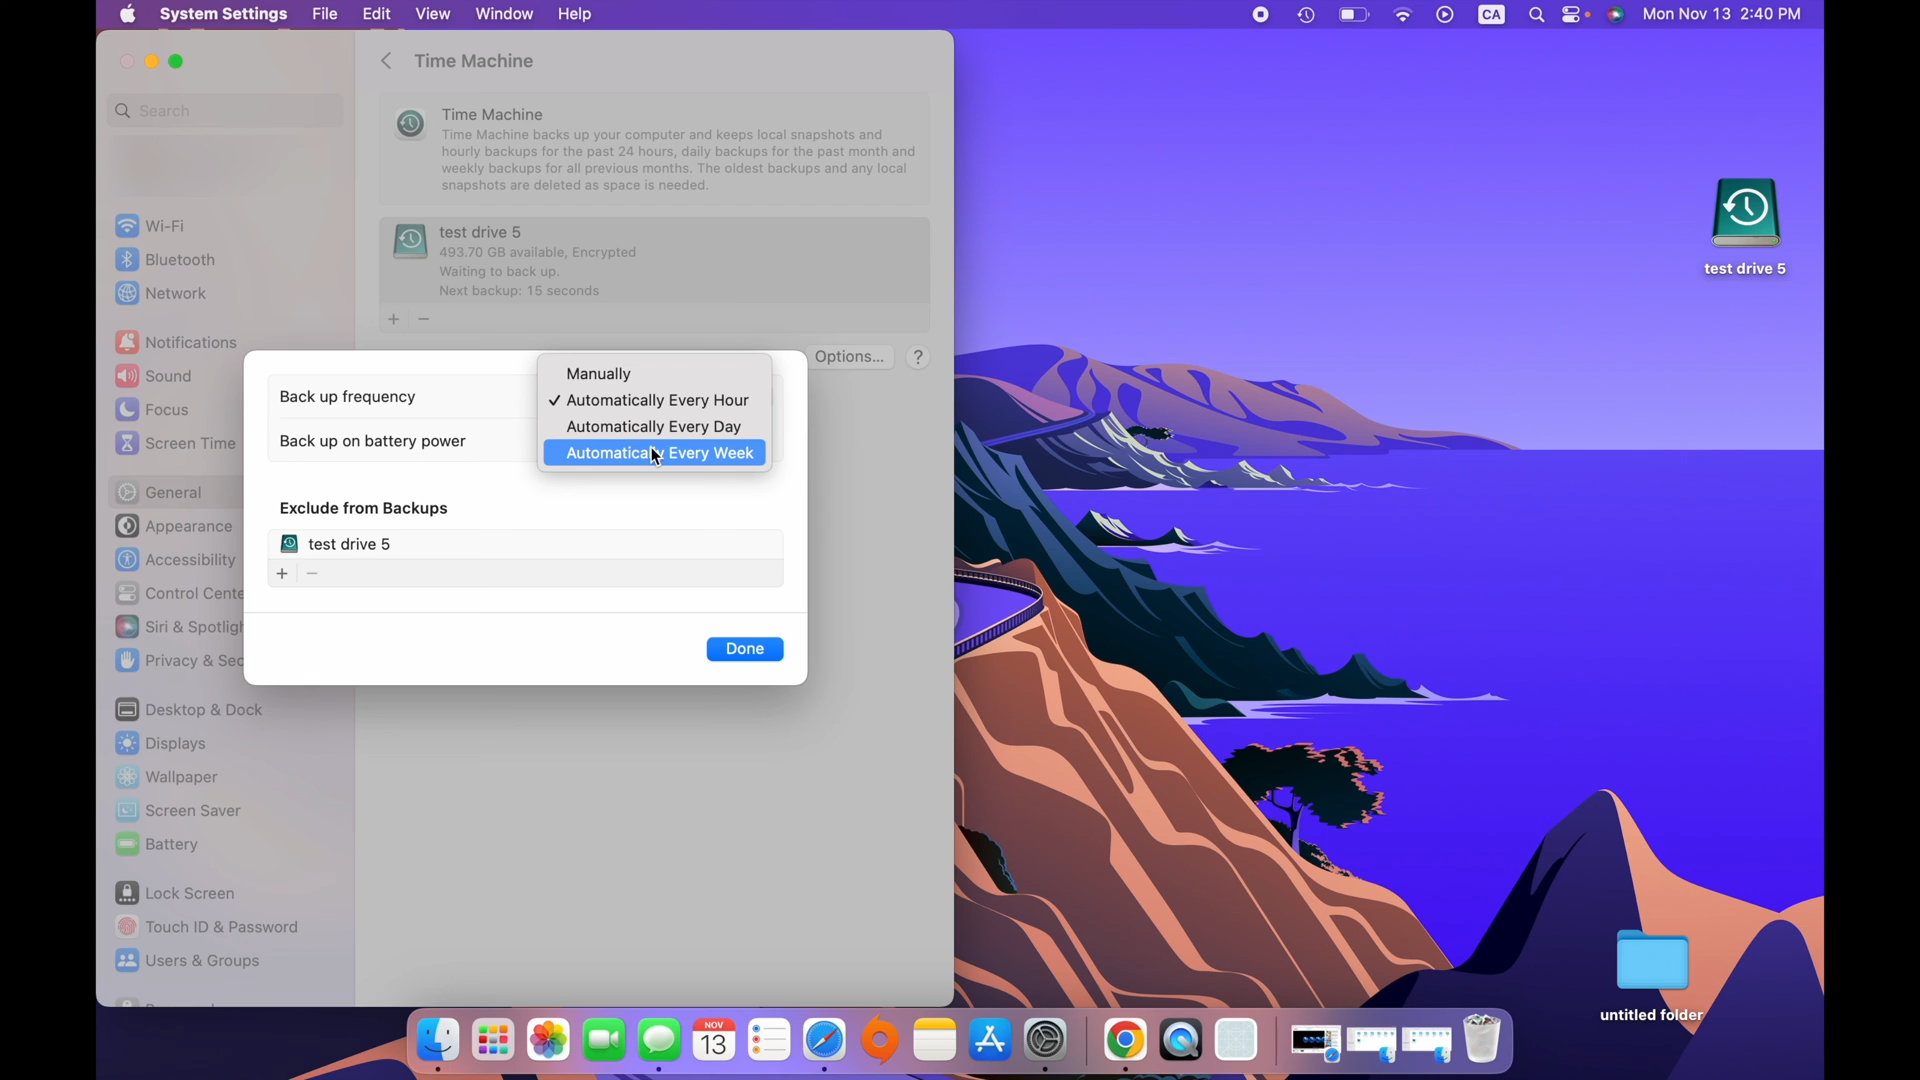 System Settings File Edit View Window Help
CA
Mon Nov 13 2:40 PM
Time Machine
Search
Time Machine
Time Machine backs up your computer and keeps local snapshots and
hourly backups for the past 24 hours, daily backups for the past month and
weekly backups for all previous months. The oldest backups and any local
snapshots are deleted as space is needed.
test drive 5
493.70 GB available, Encrypted
Waiting to back up.
Next backup: 15 seconds
+ −
Options... ?
Wi-Fi
Bluetooth
Network
Notifications
Sound
Focus
Screen Time
General
Appearance
Accessibility
Control Cente
Siri & Spotligh
Privacy & Sec
Desktop & Dock
Displays
Wallpaper
Screen Saver
Battery
Lock Screen
Touch ID & Password
Users & Groups
Back up frequency
Back up on battery power
Manually
✓ Automatically Every Hour
Automatically Every Day
Automatically Every Week
Exclude from Backups
test drive 5
+ −
Done
test drive 5
untitled folder
NOV
13